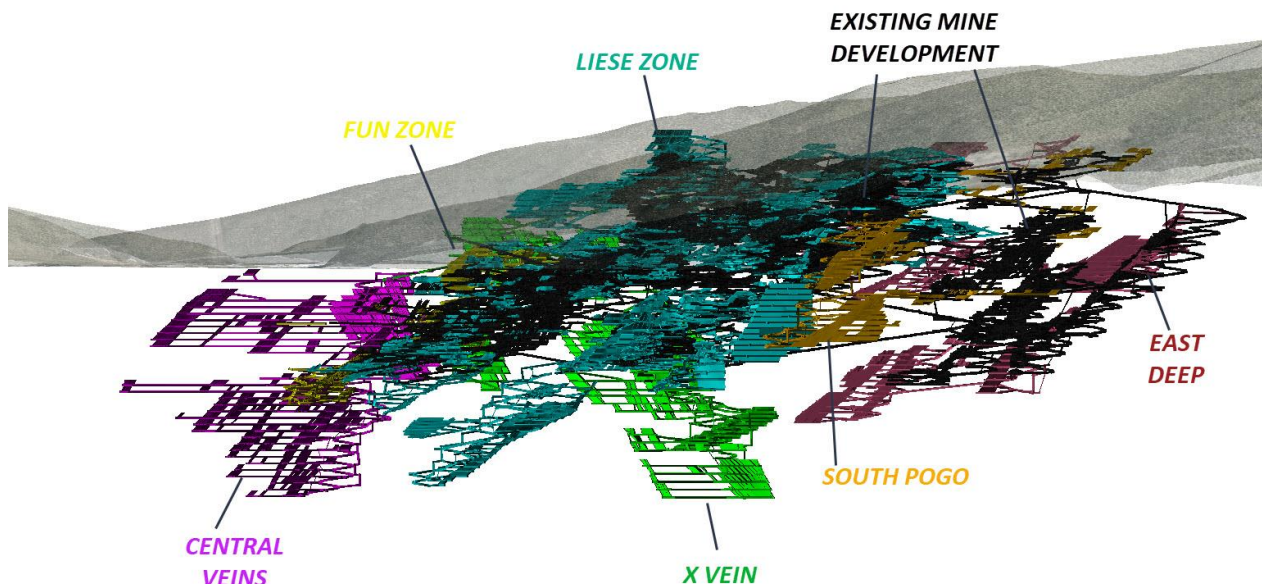 EXISTING MINE
DEVELOPMENT
LIESE ZONE
FUN ZONE
EAST
DEEP
SOUTH POGO
CENTRAL
VEINS
X VEIN